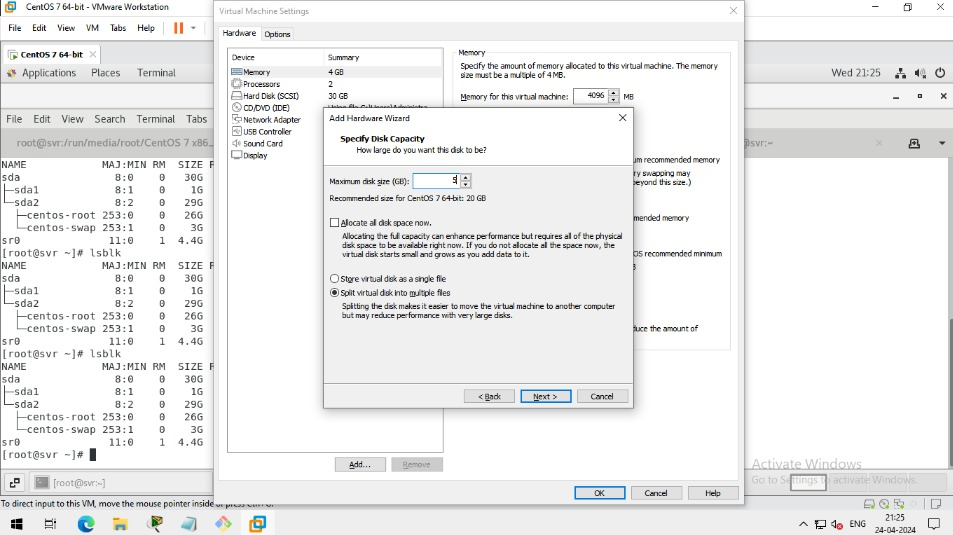 CentOS 7 64-bit - VMware Workstation
File Edit View VM Tabs Help
CentOS 7 64-bit
Applications Places Terminal
Wed 21:25
File Edit View Search Terminal Tabs
root@svr:/run/media/root/CentOS 7 x86_
@svr:~
NAME MAJ:MIN RM SIZE
sda 8:0 0 30G
├─sda1 8:1 0 1G
└─sda2 8:2 0 29G
├─centos-root 253:0 0 26G
└─centos-swap 253:1 0 3G
sr0 11:0 1 4.4G
[root@svr ~]# lsblk
NAME MAJ:MIN RM SIZE
sda 8:0 0 30G
├─sda1 8:1 0 1G
└─sda2 8:2 0 29G
├─centos-root 253:0 0 26G
└─centos-swap 253:1 0 3G
sr0 11:0 1 4.4G
[root@svr ~]# lsblk
NAME MAJ:MIN RM SIZE
sda 8:0 0 30G
├─sda1 8:1 0 1G
└─sda2 8:2 0 29G
├─centos-root 253:0 0 26G
└─centos-swap 253:1 0 3G
sr0 11:0 1 4.4G
[root@svr ~]#
[root@svr:~]
Virtual Machine Settings
Hardware Options
Device Summary
Memory 4 GB
Processors 2
Hard Disk (SCSI) 30 GB
CD/DVD (IDE)
Network Adapter
USB Controller
Sound Card
Display
Add... Remove
Memory
Specify the amount of memory allocated to this virtual machine. The memory
size must be a multiple of 4 MB.
Memory for this virtual machine: 4096 MB
recommended memory
y swapping may
beyond this size.)
mended memory
OS recommended minimum
duce the amount of
Add Hardware Wizard
Specify Disk Capacity
How large do you want this disk to be?
Maximum disk size (GB): 5
Recommended size for CentOS 7 64-bit: 20 GB
Allocate all disk space now.
Allocating the full capacity can enhance performance but requires all of the physical
disk space to be available right now. If you do not allocate all the space now, the
virtual disk starts small and grows as you add data to it.
Store virtual disk as a single file
Split virtual disk into multiple files
Splitting the disk makes it easier to move the virtual machine to another computer
but may reduce performance with very large disks.
< Back Next > Cancel
OK Cancel Help
Activate Windows
Go to Settings to activate Windows.
To direct input to this VM, move the mouse pointer inside or press Ctrl+G.
ENG
21:25
24-04-2024